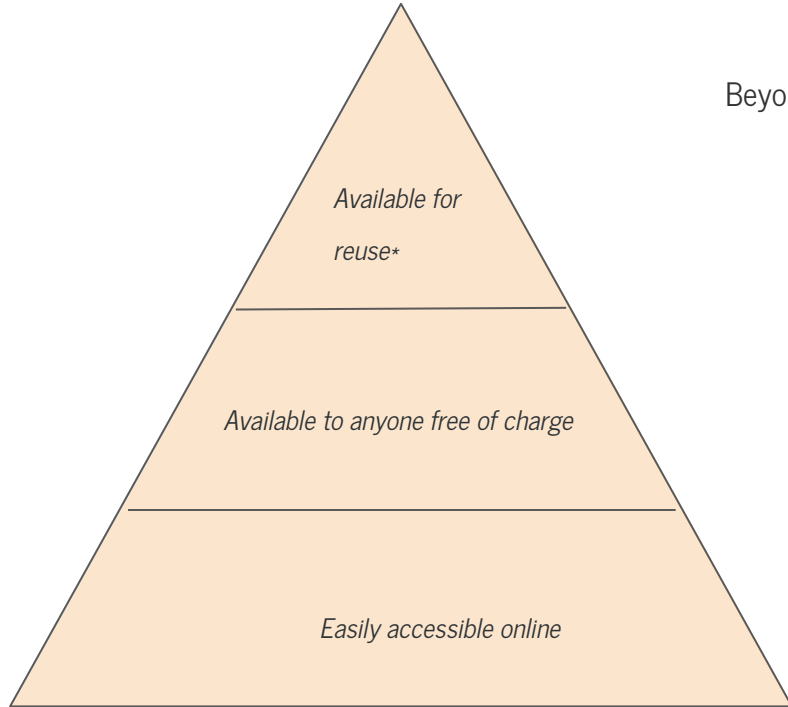 Beyo
Available for
reuse*
Available to anyone free of charge
Easily accessible online